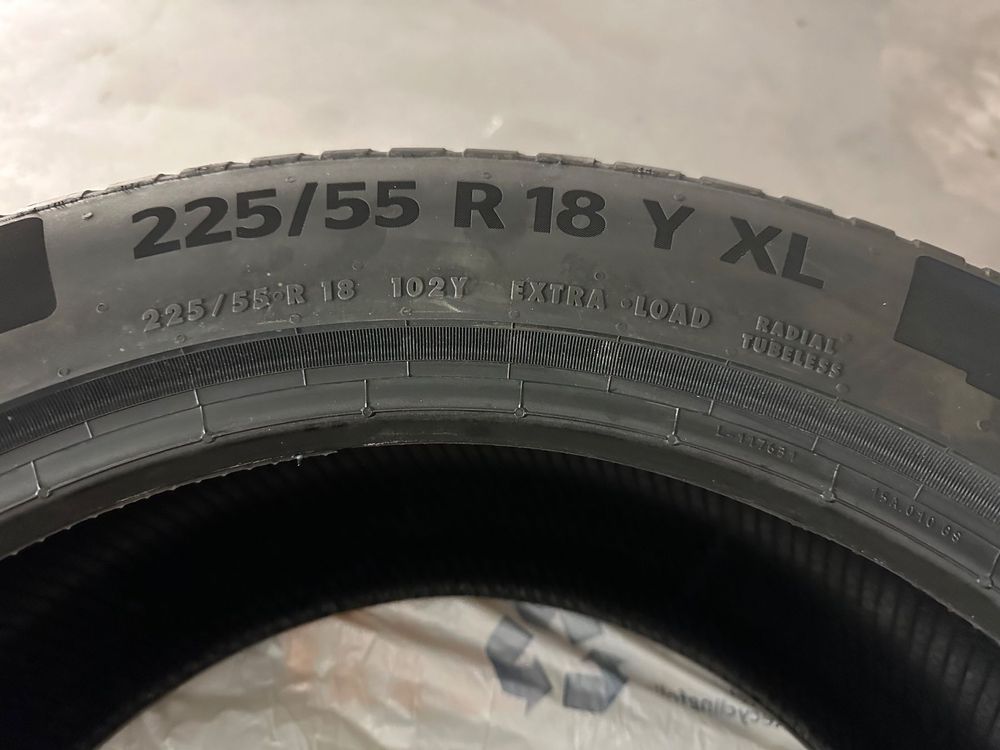 225/55 R 18 Y XL
225/55 R 18 102Y EXTRA LOAD
RADIAL
TUBELESS